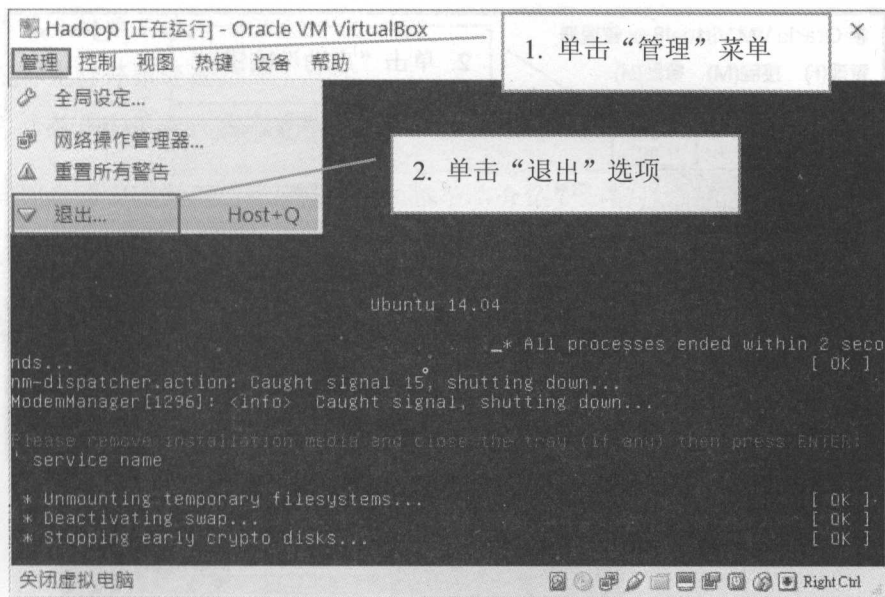 Hadoop [正在运行] - Oracle VM VirtualBox
×
1. 单击“管理”菜单
管理 控制 视图 热键 设备 帮助
全局设定...
网络操作管理器...
重置所有警告
2. 单击“退出”选项
退出... Host+Q
Ubuntu 14.04
_* All processes ended within 2 seco
nds... [ OK ]
nm-dispatcher.action: Caught signal 15, shutting down...
ModemManager[1296]: <info> Caught signal, shutting down...
Please remove installation media and close the tray (if any) then press ENTER:
' service name
* Unmounting temporary filesystems... [ OK ]
* Deactivating swap... [ OK ]
* Stopping early crypto disks... [ OK ]
关闭虚拟电脑
Right Ctrl